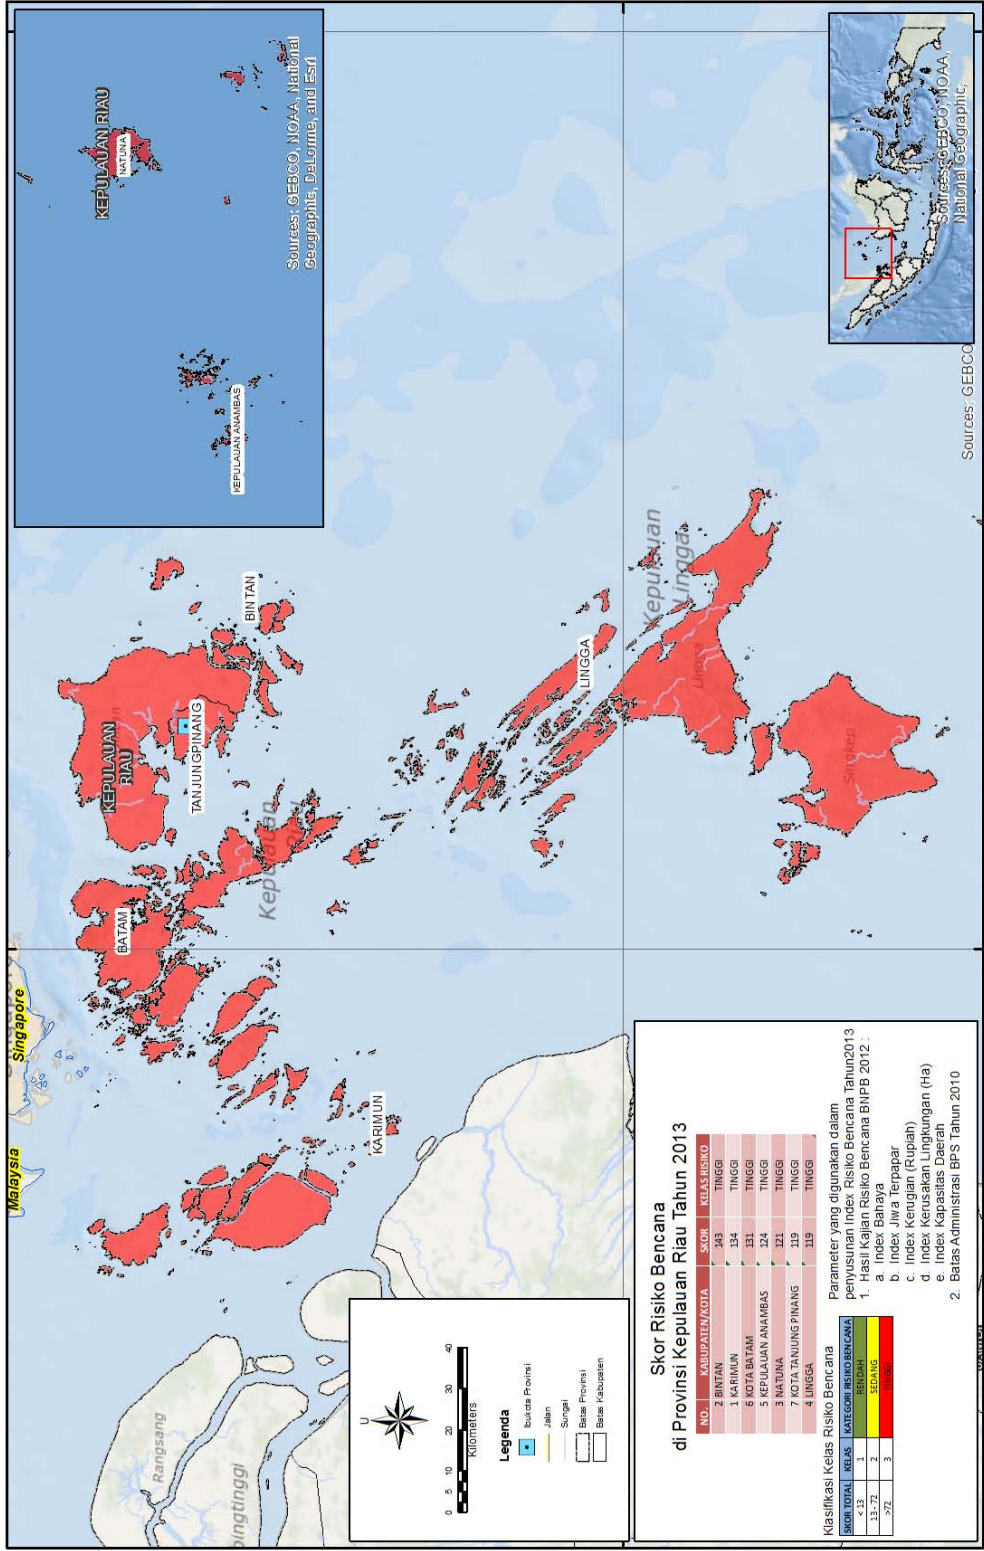 Malaysia
Singapore
KEPULAUAN RIAU
NATUNA
KEPULAUAN ANAMBAS
Sources: GEBCO, NOAA, National
Geographic, DeLorme, and Esri
BATAM
KEPULAUAN
RIAU
TANJUNGPINANG
BINTAN
KARIMUN
Kepulauan
LINGGA
Kepulauan
Lingga
Lingga
Singkep
Rangsang
Sources: GEBCO, NOAA,
National Geographic,
Sources: GEBCO
U
0 5 10 20 30 40
Kilometers
Legenda
Ibukota Provinsi
Jalan
Sungai
Batas Provinsi
Batas Kabupaten
Skor Risiko Bencana
di Provinsi Kepulauan Riau Tahun 2013
NO. KABUPATEN/KOTA SKOR KELAS RISIKO
2 BINTAN 143 TINGGI
1 KARIMUN 134 TINGGI
6 KOTA BATAM 131 TINGGI
5 KEPULAUAN ANAMBAS 124 TINGGI
3 NATUNA 121 TINGGI
7 KOTA TANJUNG PINANG 119 TINGGI
4 LINGGA 119 TINGGI
Klasifikasi Kelas Risiko Bencana
SKOR TOTAL KELAS KATEGORI RISIKO BENCANA
< 13 1 RENDAH
13 - 72 2 SEDANG
>72 3 TINGGI
Parameter yang digunakan dalam
penyusunan Index Risiko Bencana Tahun2013
1. Hasil Kajian Risiko Bencana BNPB 2012 :
a. Index Bahaya
b. Index Jiwa Terpapar
c. Index Kerugian (Rupiah)
d. Index Kerusakan Lingkungan (Ha)
e. Index Kapasitas Daerah
2. Batas Administrasi BPS Tahun 2010